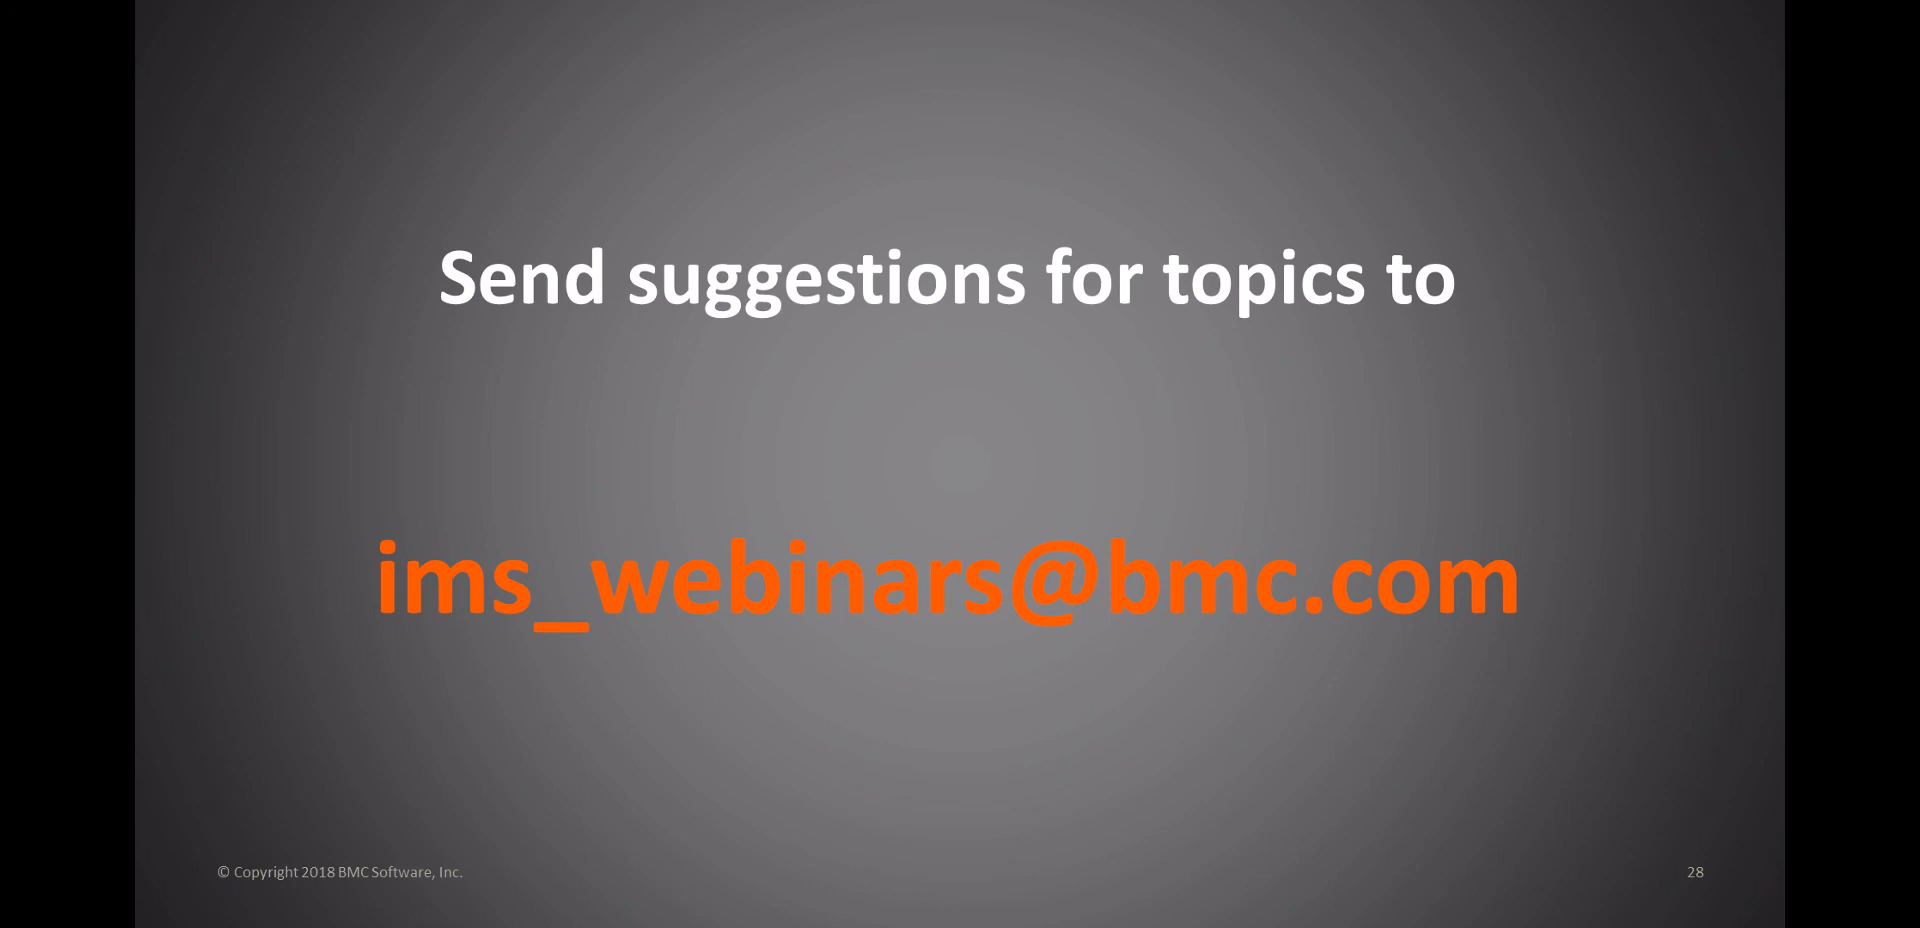 Send suggestions for topics to
ims_webinars@bmc.com
© Copyright 2018 BMC Software, Inc.
28